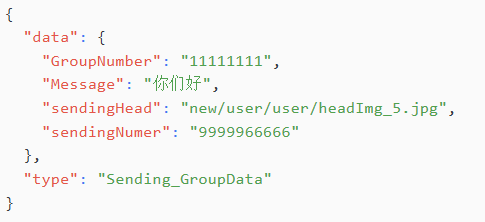 {
  "data": {
    "GroupNumber": "11111111",
    "Message": "你们好",
    "sendingHead": "new/user/user/headImg_5.jpg",
    "sendingNumer": "9999966666"
  },
  "type": "Sending_GroupData"
}